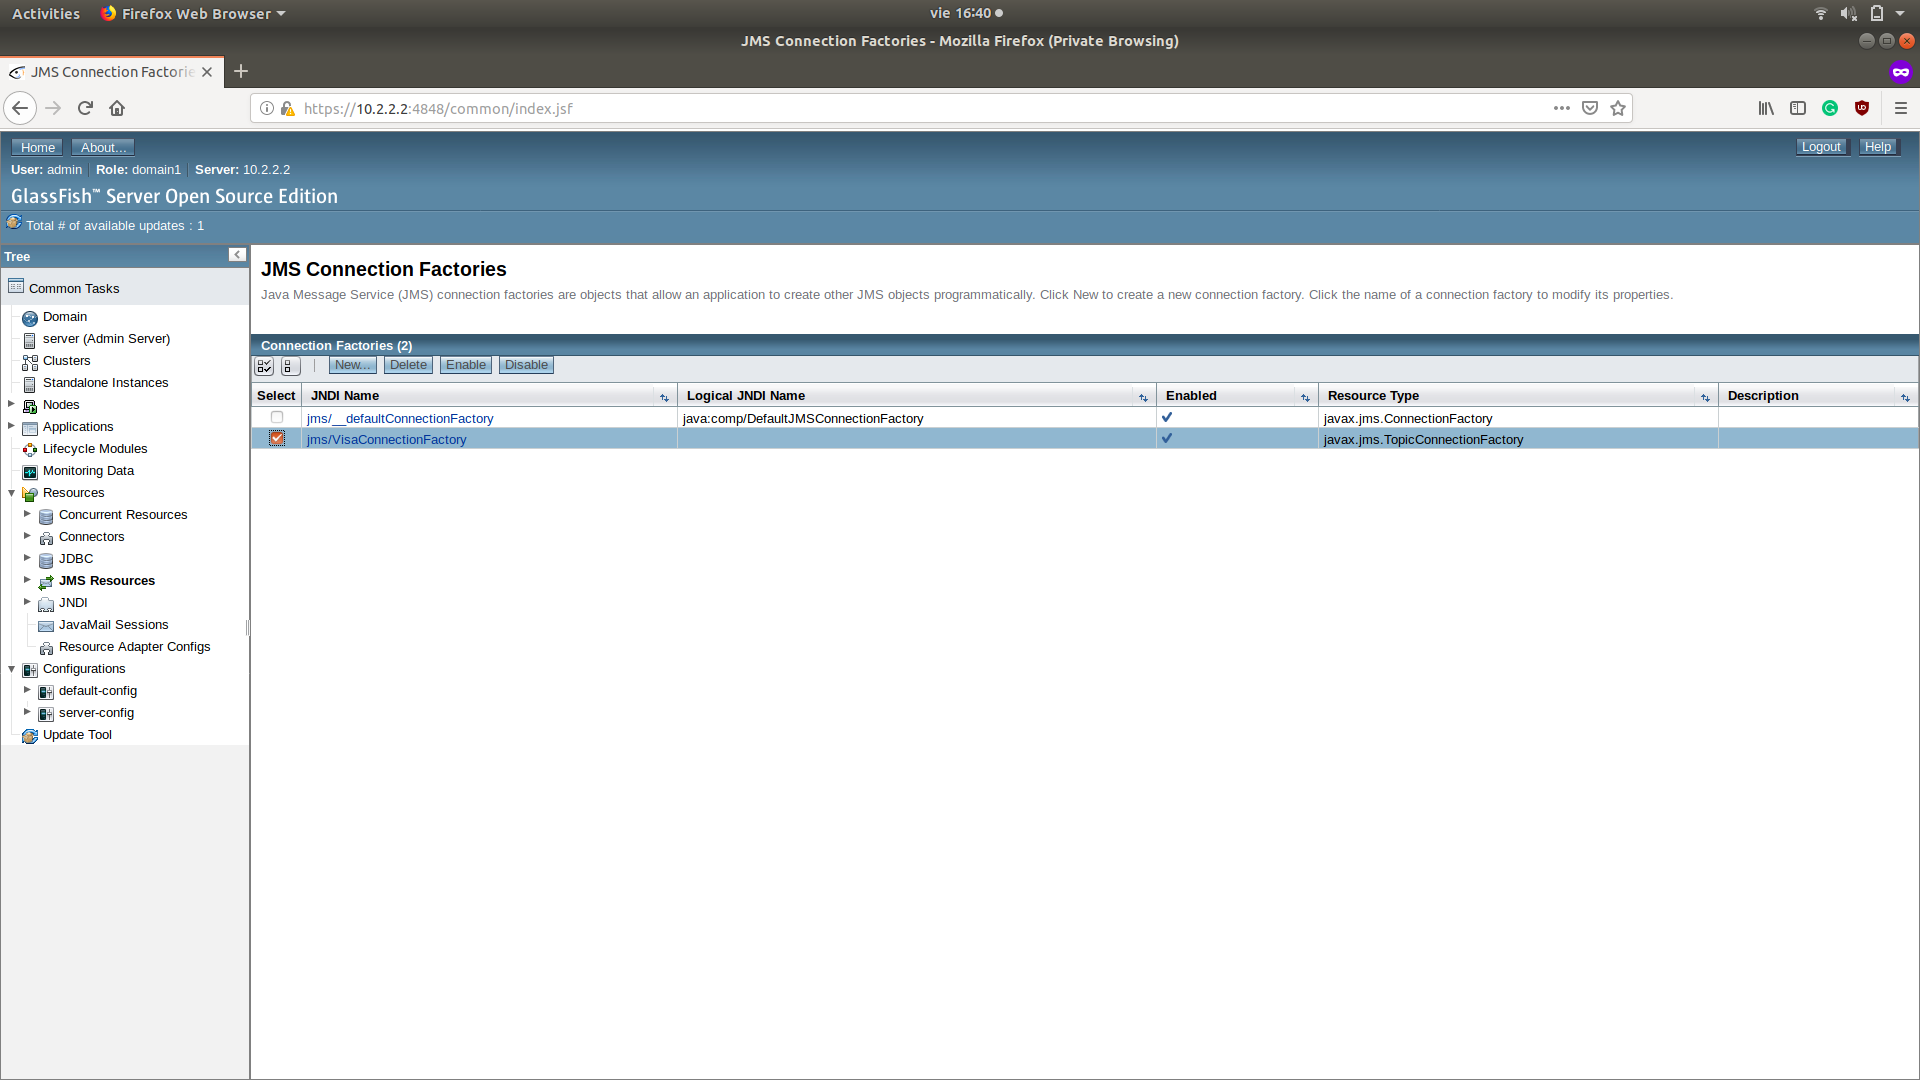 Activities Firefox Web Browser vie 16:40
JMS Connection Factories - Mozilla Firefox (Private Browsing)
JMS Connection Factorie
https://10.2.2.2:4848/common/index.jsf
Home About... Logout Help
User: admin Role: domain1 Server: 10.2.2.2
GlassFish™ Server Open Source Edition
Total # of available updates : 1
Tree
Common Tasks
Domain
server (Admin Server)
Clusters
Standalone Instances
Nodes
Applications
Lifecycle Modules
Monitoring Data
Resources
Concurrent Resources
Connectors
JDBC
JMS Resources
JNDI
JavaMail Sessions
Resource Adapter Configs
Configurations
default-config
server-config
Update Tool
JMS Connection Factories
Java Message Service (JMS) connection factories are objects that allow an application to create other JMS objects programmatically. Click New to create a new connection factory. Click the name of a connection factory to modify its properties.
Connection Factories (2)
New... Delete Enable Disable
Select JNDI Name Logical JNDI Name Enabled Resource Type Description
jms/__defaultConnectionFactory java:comp/DefaultJMSConnectionFactory javax.jms.ConnectionFactory
jms/VisaConnectionFactory javax.jms.TopicConnectionFactory